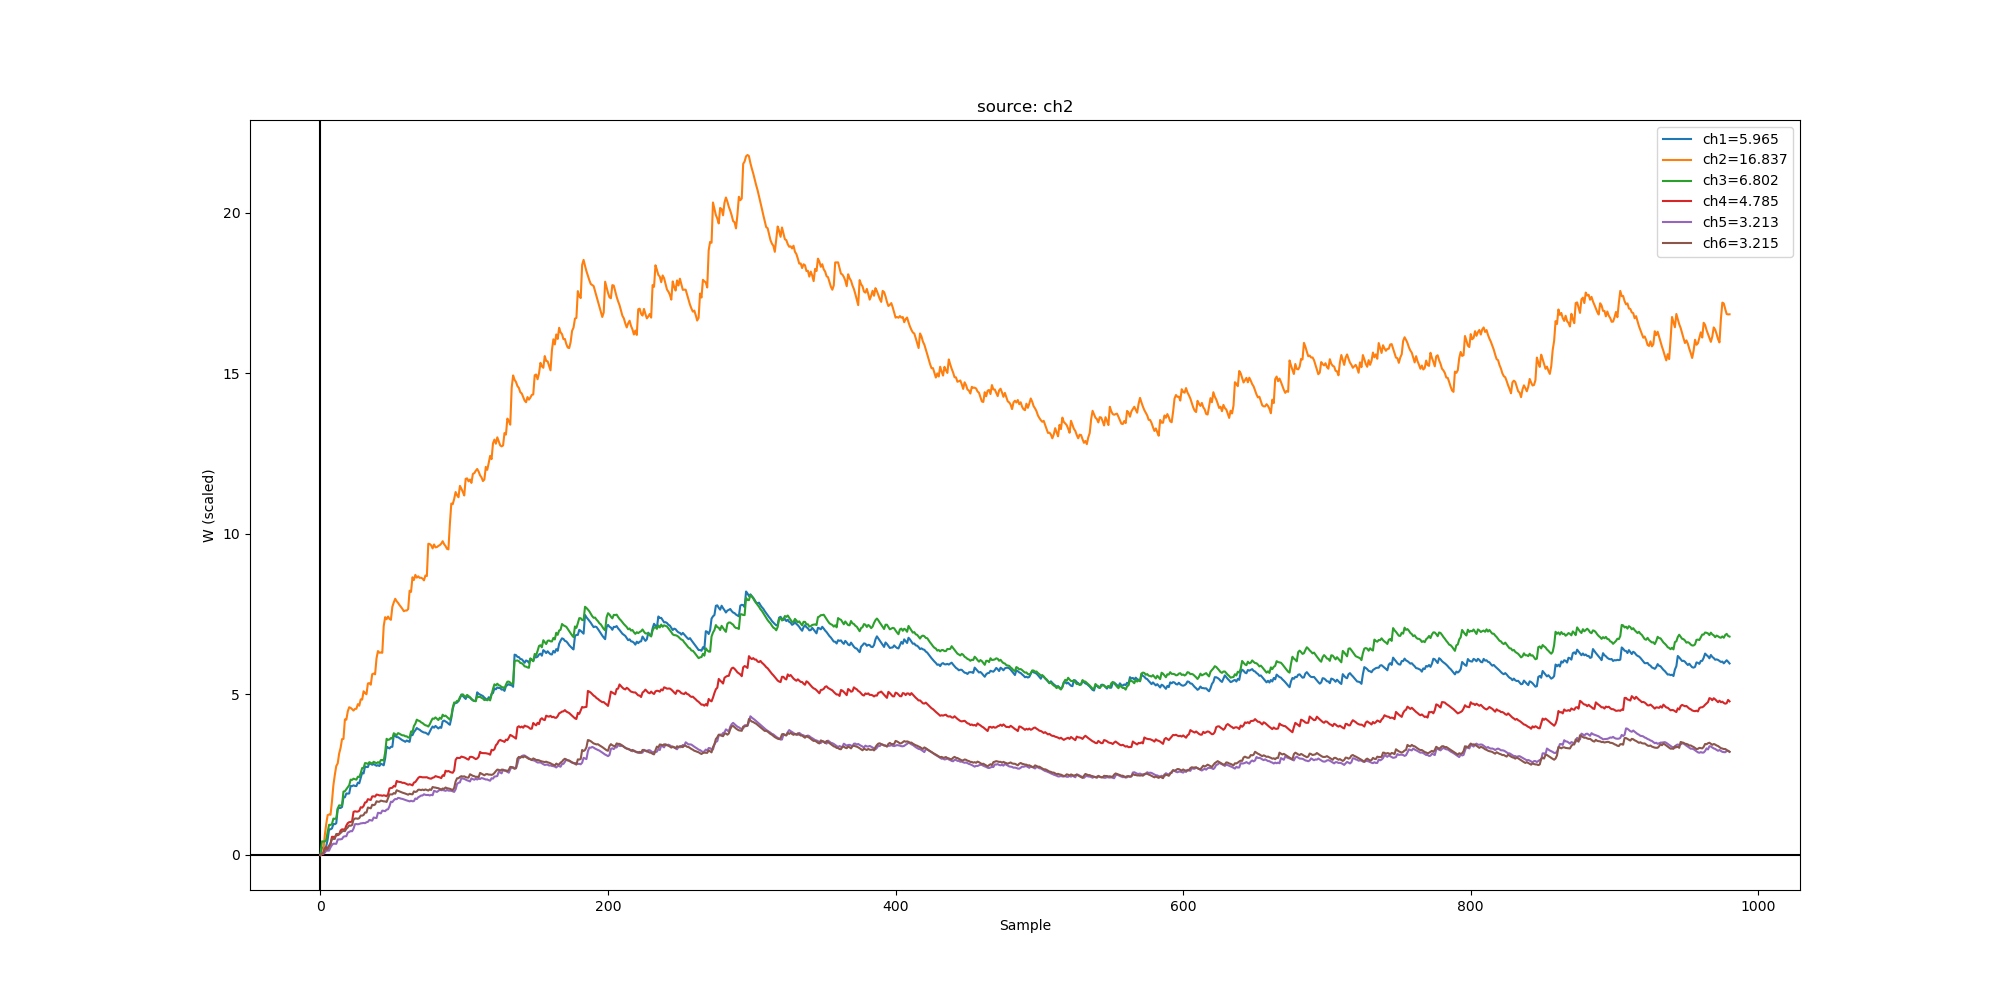 source: ch2
ch1=5.965
ch2=16.837
ch3=6.802
ch4=4.785
ch5=3.213
ch6=3.215
W (scaled)
20
15
10
5
0
0 200 400 600 800 1000
Sample